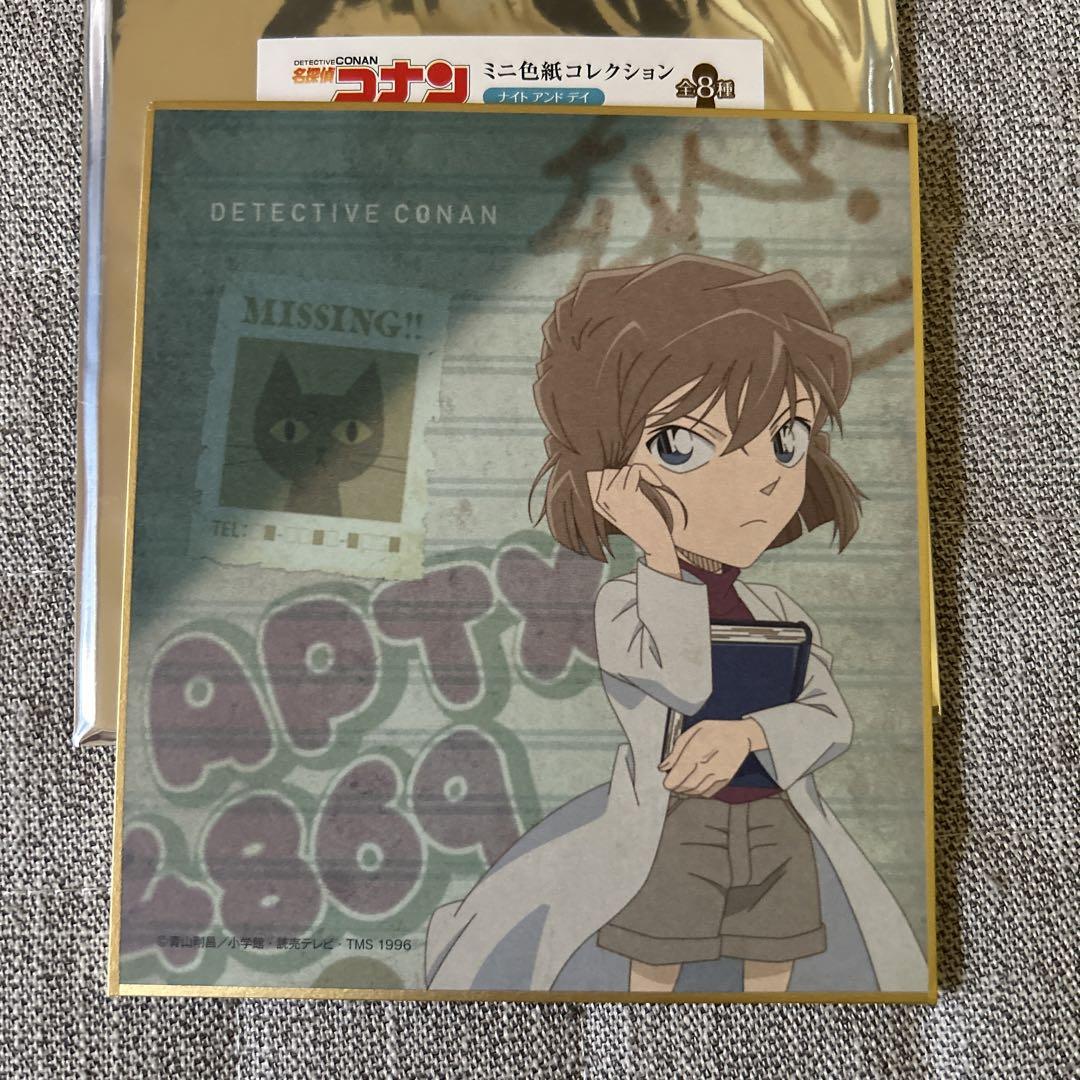 DETECTIVE CONAN
名探偵
コナン
ミニ色紙コレクション
ナイト アンド デイ
全8種
DETECTIVE CONAN
MISSING!!
TEL:
APTX
4869
©青山剛昌/小学館・読売テレビ・TMS 1996